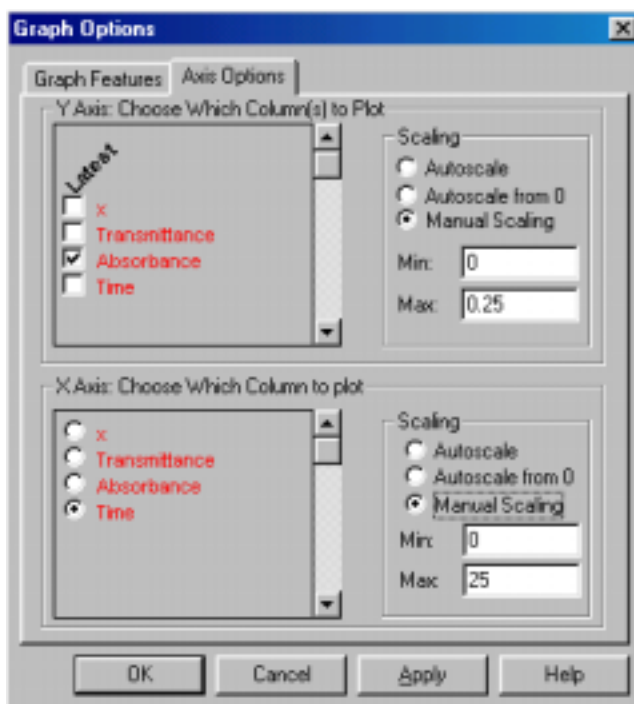 Graph Options
Graph Features Axis Options
Y Axis: Choose Which Column(s) to Plot
Latest
x
Transmittance
Absorbance
Time
Scaling
Autoscale
Autoscale from 0
Manual Scaling
Min: 0
Max: 0.25
X Axis: Choose Which Column to plot
x
Transmittance
Absorbance
Time
Scaling
Autoscale
Autoscale from 0
Manual Scaling
Min: 0
Max: 25
OK Cancel Apply Help